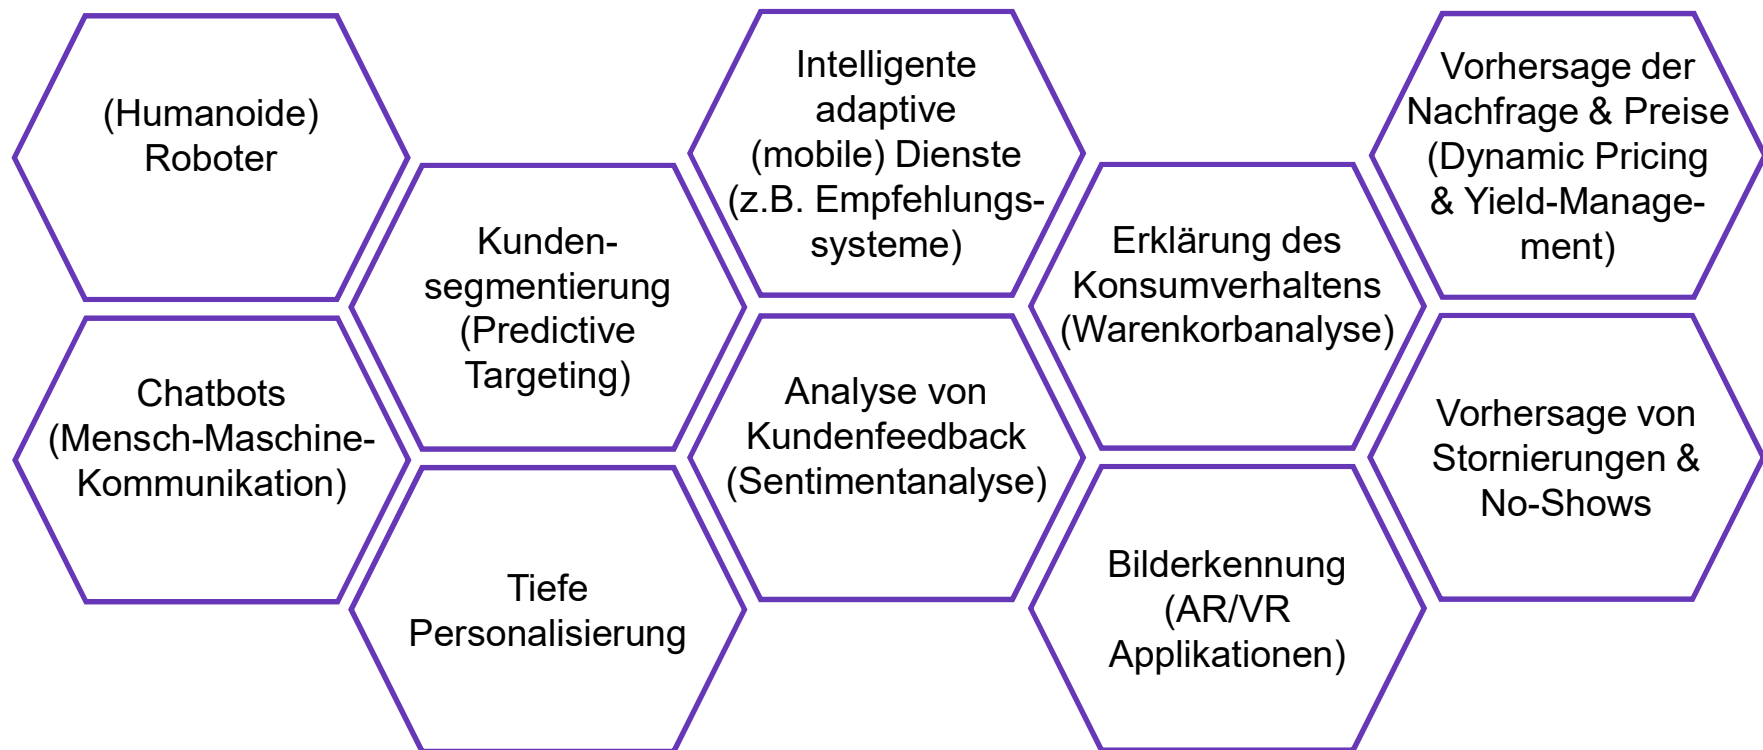 (Humanoide)
Roboter
Chatbots
(Mensch-Maschine-
Kommunikation)
Kunden-
segmentierung
(Predictive
Targeting)
Tiefe
Personalisierung
Intelligente
adaptive
(mobile) Dienste
(z.B. Empfehlungs-
systeme)
Analyse von
Kundenfeedback
(Sentimentanalyse)
Erklärung des
Konsumverhaltens
(Warenkorbanalyse)
Bilderkennung
(AR/VR
Applikationen)
Vorhersage der
Nachfrage & Preise
(Dynamic Pricing
& Yield-Manage-
ment)
Vorhersage von
Stornierungen &
No-Shows